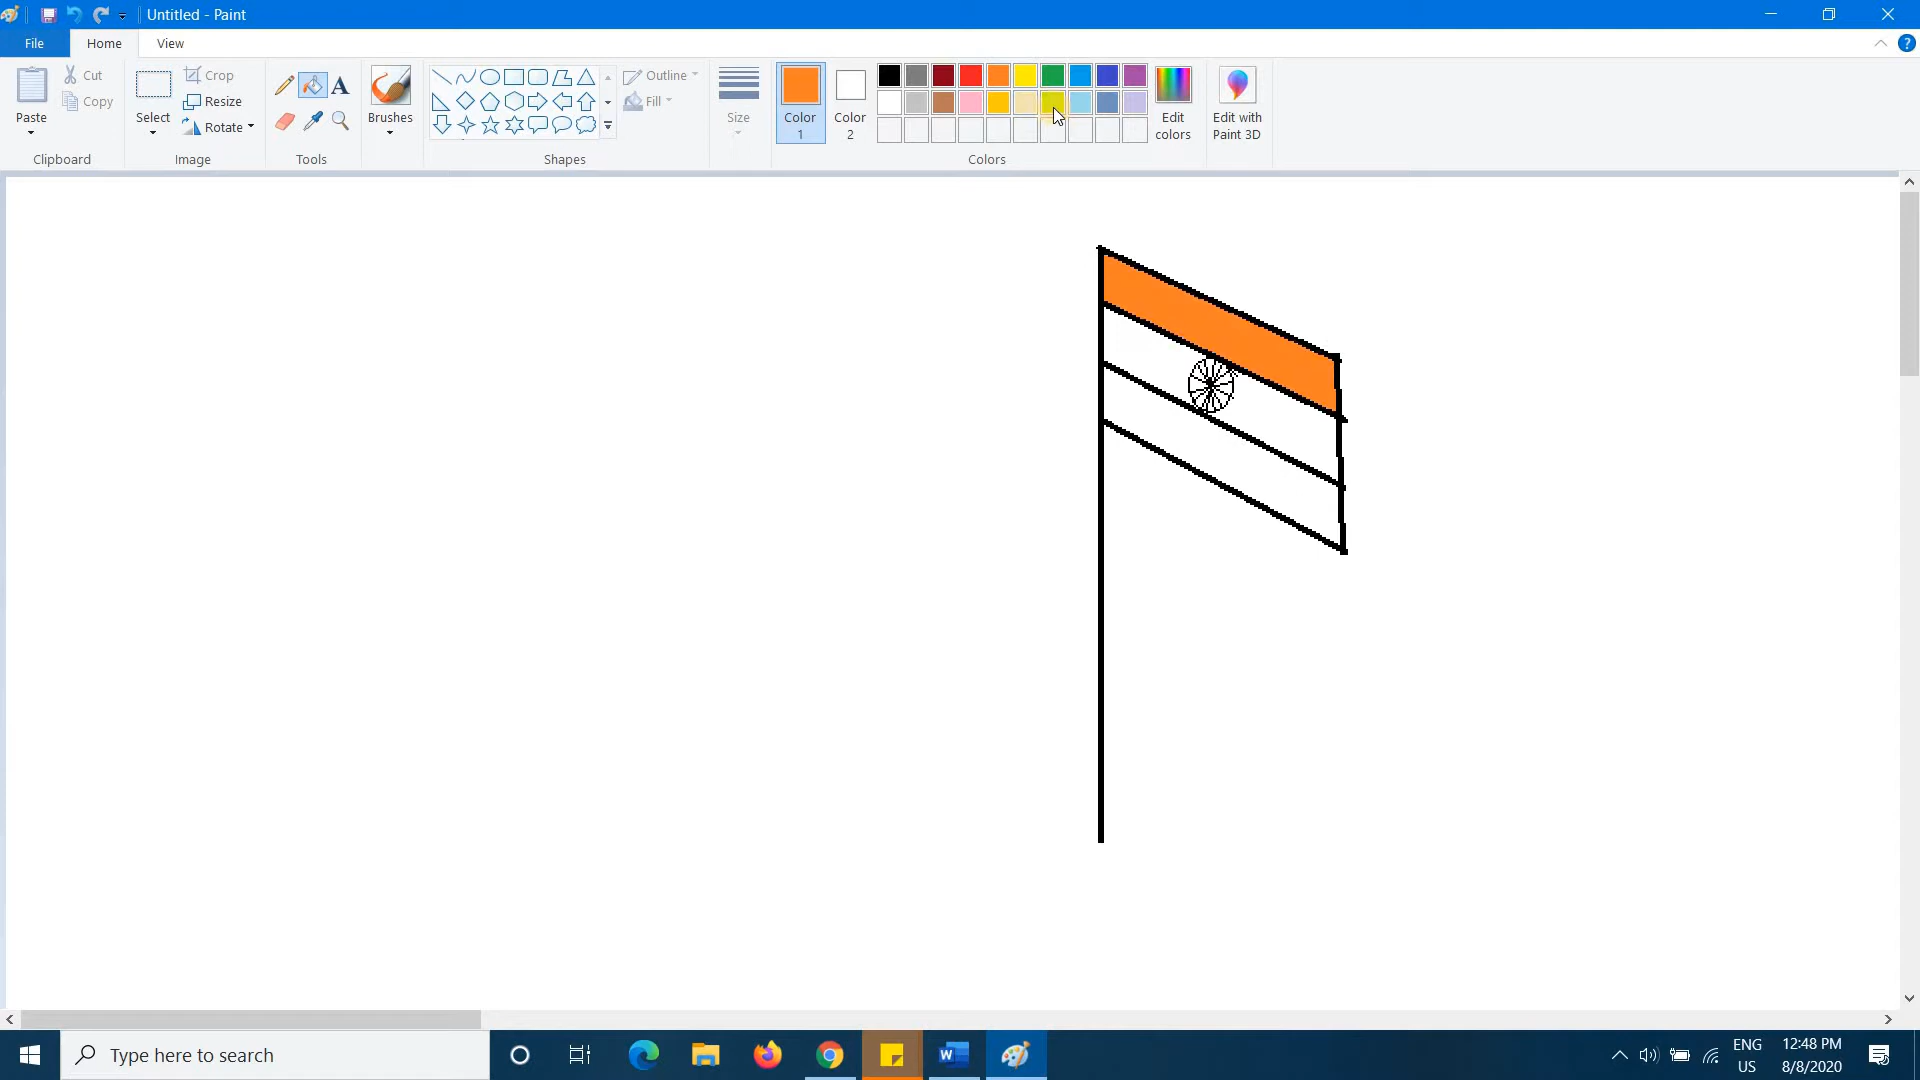 Untitled - Paint
File Home View
Paste
Cut
Copy
Clipboard
Select
Crop
Resize
Rotate
Image
A
Tools
Brushes
Shapes
Outline
Fill
Size
Color 1
Color 2
Colors
Edit colors
Edit with Paint 3D
Type here to search
W
ENG
US
12:48 PM
8/8/2020